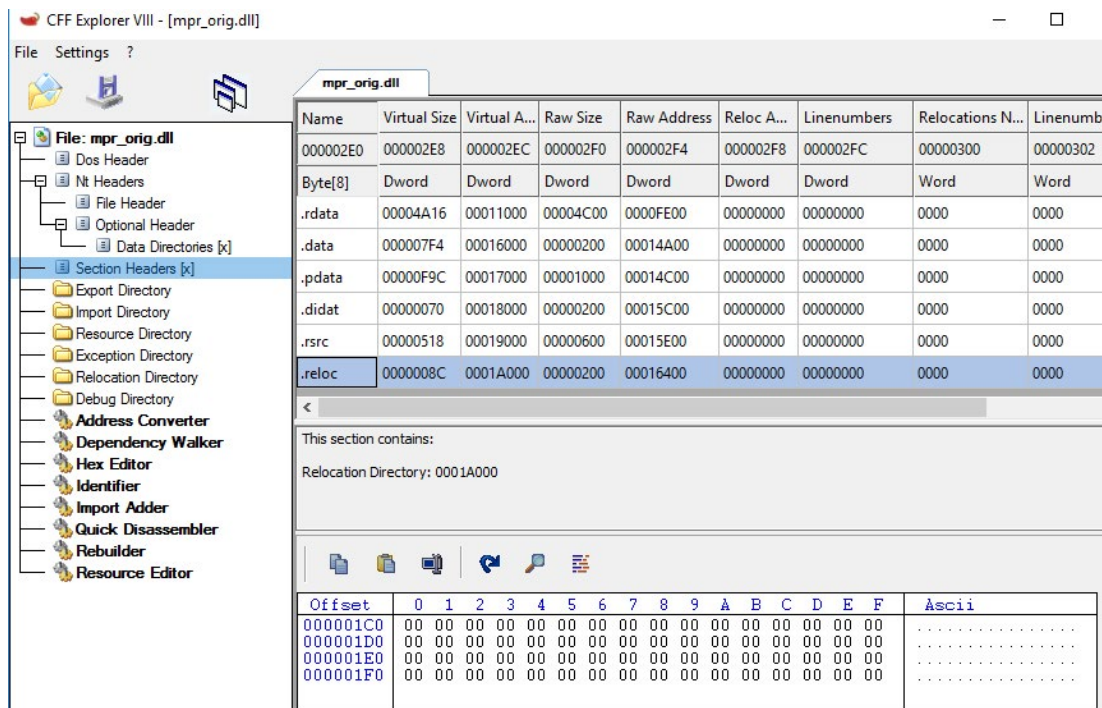 CFF Explorer VIII - [mpr_orig.dll]
File Settings ?
mpr_orig.dll
File: mpr_orig.dll
Dos Header
Nt Headers
File Header
Optional Header
Data Directories [x]
Section Headers [x]
Export Directory
Import Directory
Resource Directory
Exception Directory
Relocation Directory
Debug Directory
Address Converter
Dependency Walker
Hex Editor
Identifier
Import Adder
Quick Disassembler
Rebuilder
Resource Editor
Name Virtual Size Virtual A... Raw Size Raw Address Reloc A... Linenumbers Relocations N... Linenumb
000002E0 000002E8 000002EC 000002F0 000002F4 000002F8 000002FC 00000300 00000302
Byte[8] Dword Dword Dword Dword Dword Dword Word Word
.rdata 00004A16 00011000 00004C00 0000FE00 00000000 00000000 0000 0000
.data 000007F4 00016000 00000200 00014A00 00000000 00000000 0000 0000
.pdata 00000F9C 00017000 00001000 00014C00 00000000 00000000 0000 0000
.didat 00000070 00018000 00000200 00015C00 00000000 00000000 0000 0000
.rsrc 00000518 00019000 00000600 00015E00 00000000 00000000 0000 0000
.reloc 0000008C 0001A000 00000200 00016400 00000000 00000000 0000 0000
This section contains:
Relocation Directory: 0001A000
Offset 0 1 2 3 4 5 6 7 8 9 A B C D E F Ascii
000001C0 00 00 00 00 00 00 00 00 00 00 00 00 00 00 00 00 ................
000001D0 00 00 00 00 00 00 00 00 00 00 00 00 00 00 00 00 ................
000001E0 00 00 00 00 00 00 00 00 00 00 00 00 00 00 00 00 ................
000001F0 00 00 00 00 00 00 00 00 00 00 00 00 00 00 00 00 ................